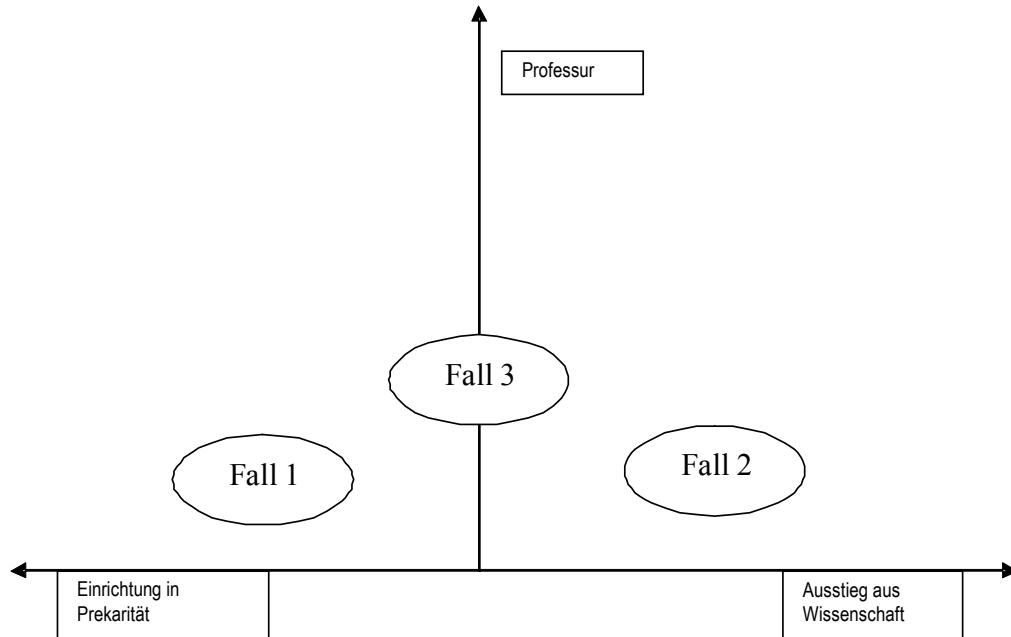 Professur
Fall 3
Fall 1
Fall 2
Einrichtung in
Prekarität
Ausstieg aus
Wissenschaft